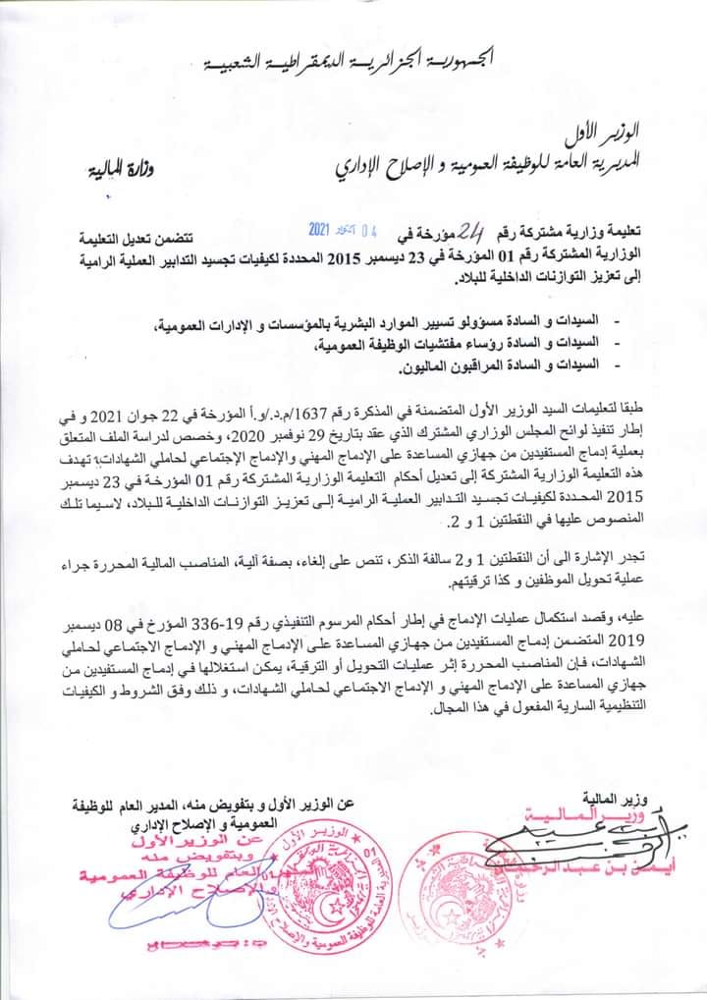 الجمهورية الجزائرية الديمقراطية الشعبية
الوزير الأول
المديرية العامة للوظيفة العمومية و الإصلاح الإداري
وزارة المالية
تعليمة وزارية مشتركة رقم 24 مؤرخة في 04 أكتوبر 2021 تتضمن تعديل التعليمة
الوزارية المشتركة رقم 01 المؤرخة في 23 ديسمبر 2015 المحددة لكيفيات تجسيد التدابير العملية الرامية
إلى تعزيز التوازنات الداخلية للبلاد.
- السيدات و السادة مسؤولو تسيير الموارد البشرية بالمؤسسات و الإدارات العمومية،
- السيدات و السادة رؤساء مفتشيات الوظيفة العمومية،
- السيدات و السادة المراقبون الماليون.
طبقا لتعليمات السيد الوزير الأول المتضمنة في المذكرة رقم 1637/م.د./و.أ المؤرخة في 22 جوان 2021 و في
إطار تنفيذ لوائح المجلس الوزاري المشترك الذي عقد بتاريخ 29 نوفمبر 2020، وخصص لدراسة الملف المتعلق
بعملية إدماج المستفيدين من جهازي المساعدة على الإدماج المهني والإدماج الإجتماعي لحاملي الشهادات، تهدف
هذه التعليمة الوزارية المشتركة إلى تعديل أحكام التعليمة الوزارية المشتركة رقم 01 المؤرخة في 23 ديسمبر
2015 المحددة لكيفيات تجسيد التدابير العملية الرامية إلى تعزيز التوازنات الداخلية للبلاد، لاسيما تلك
المنصوص عليها في النقطتين 1 و 2.
تجدر الإشارة الى أن النقطتين 1 و2 سالفة الذكر، تنص على إلغاء، بصفة آلية، المناصب المالية المحررة جراء
عملية تحويل الموظفين و كذا ترقيتهم.
عليه، وقصد استكمال عمليات الإدماج في إطار أحكام المرسوم التنفيذي رقم 19-336 المؤرخ في 08 ديسمبر
2019 المتضمن إدماج المستفيدين من جهازي المساعدة على الإدماج المهني و الإدماج الاجتماعي لحاملي
الشهادات، فإن المناصب المحررة إثر عمليات التحويل أو الترقية، يمكن استغلالها في إدماج المستفيدين من
جهازي المساعدة على الإدماج المهني و الإدماج الاجتماعي لحاملي الشهادات، و ذلك وفق الشروط و الكيفيات
التنظيمية السارية المفعول في هذا المجال.
وزير المالية
وزير المالية
أيمن بن عبد الرحمان
عن الوزير الأول و بتفويض منه، المدير العام للوظيفة
العمومية و الإصلاح الإداري
عن الوزير الأول
وبتفويض منه
المدير العام للوظيفة العمومية
و الإصلاح الإداري